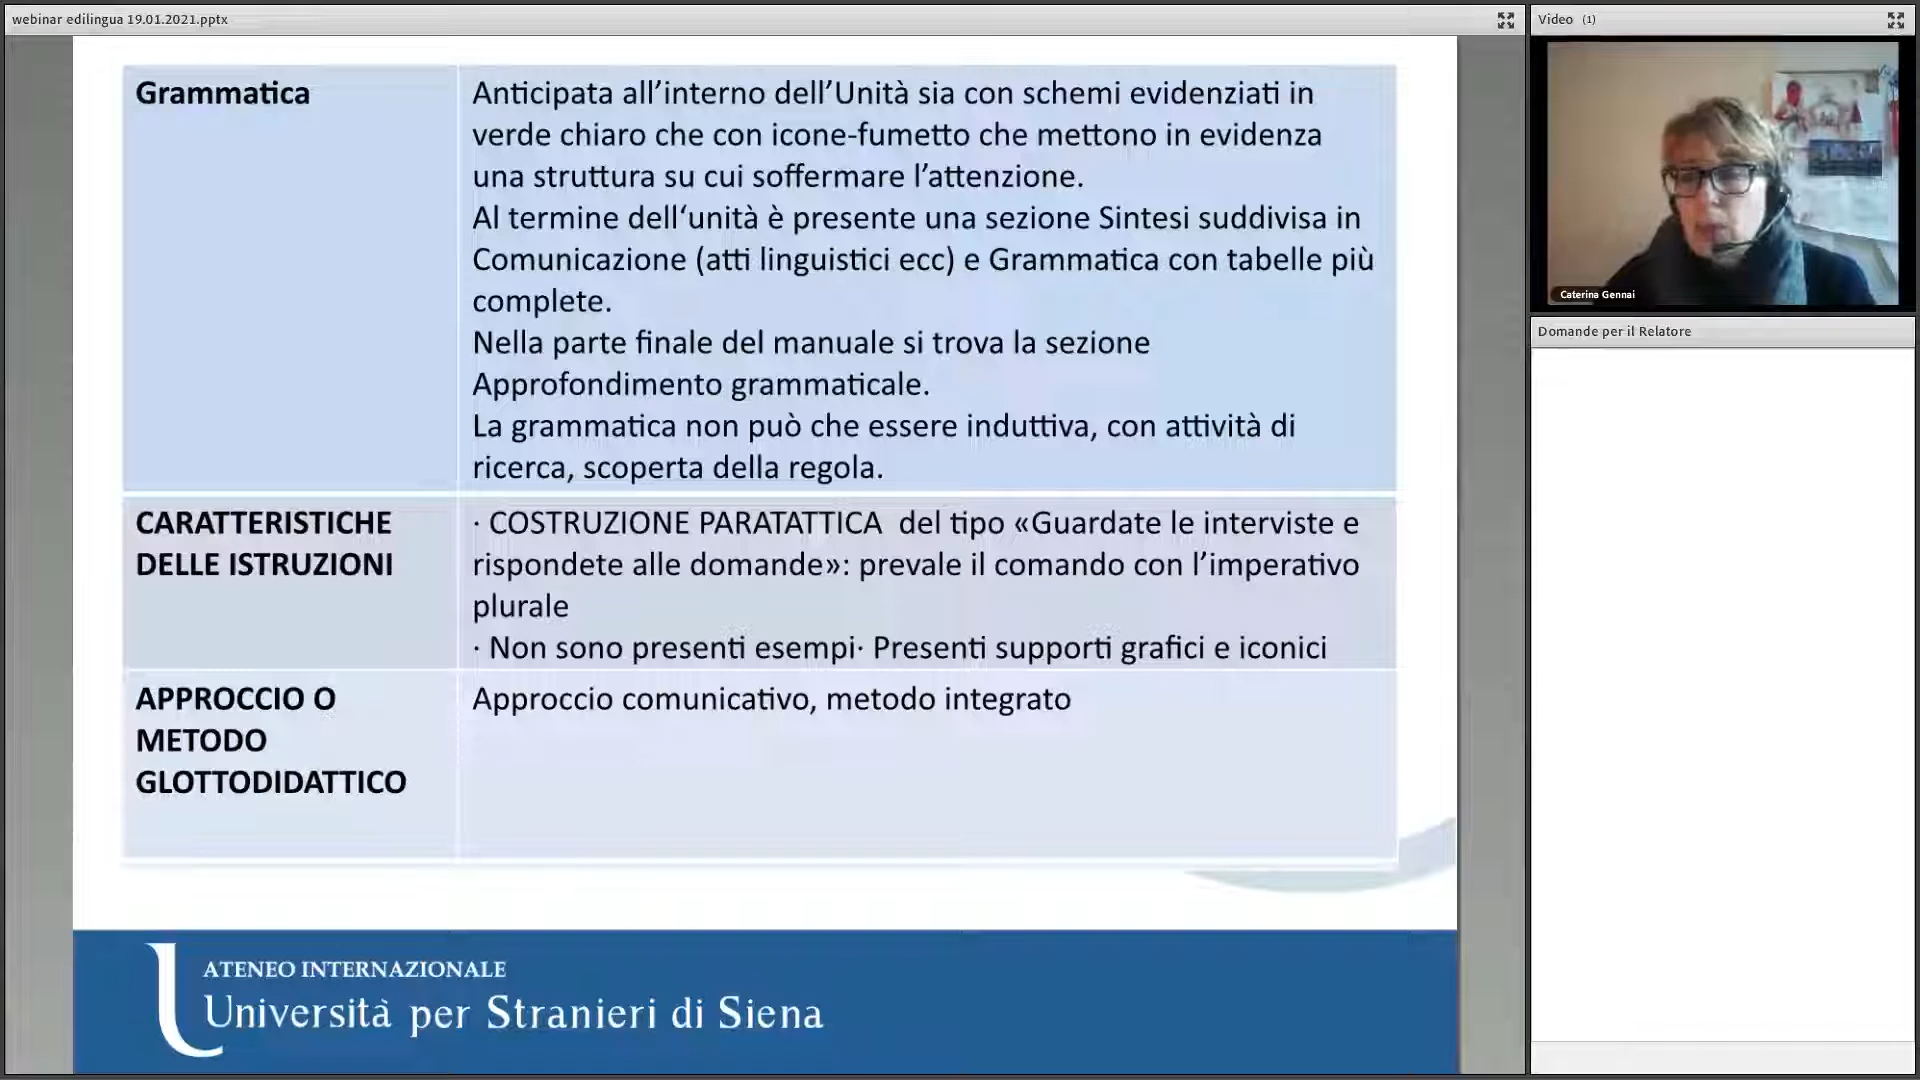 webinar edilingua 19.01.2021.pptx
Grammatica
Anticipata all’interno dell’Unità sia con schemi evidenziati in
verde chiaro che con icone-fumetto che mettono in evidenza
una struttura su cui soffermare l’attenzione.
Al termine dell‘unità è presente una sezione Sintesi suddivisa in
Comunicazione (atti linguistici ecc) e Grammatica con tabelle più
complete.
Nella parte finale del manuale si trova la sezione
Approfondimento grammaticale.
La grammatica non può che essere induttiva, con attività di
ricerca, scoperta della regola.
CARATTERISTICHE
DELLE ISTRUZIONI
· COSTRUZIONE PARATATTICA del tipo «Guardate le interviste e
rispondete alle domande»: prevale il comando con l’imperativo
plurale
· Non sono presenti esempi· Presenti supporti grafici e iconici
APPROCCIO O
METODO
GLOTTODIDATTICO
Approccio comunicativo, metodo integrato
ATENEO INTERNAZIONALE
Università per Stranieri di Siena
Video (1)
Caterina Gennai
Domande per il Relatore